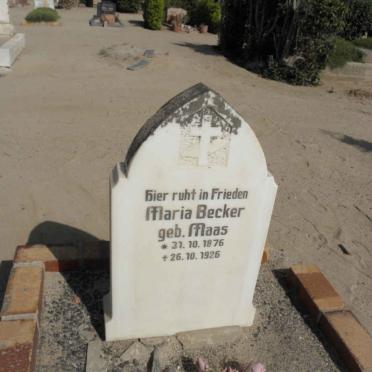 Hier ruht in Frieden
Maria Becker
geb. Maas
* 31. 10. 1876
✝ 26. 10. 1926